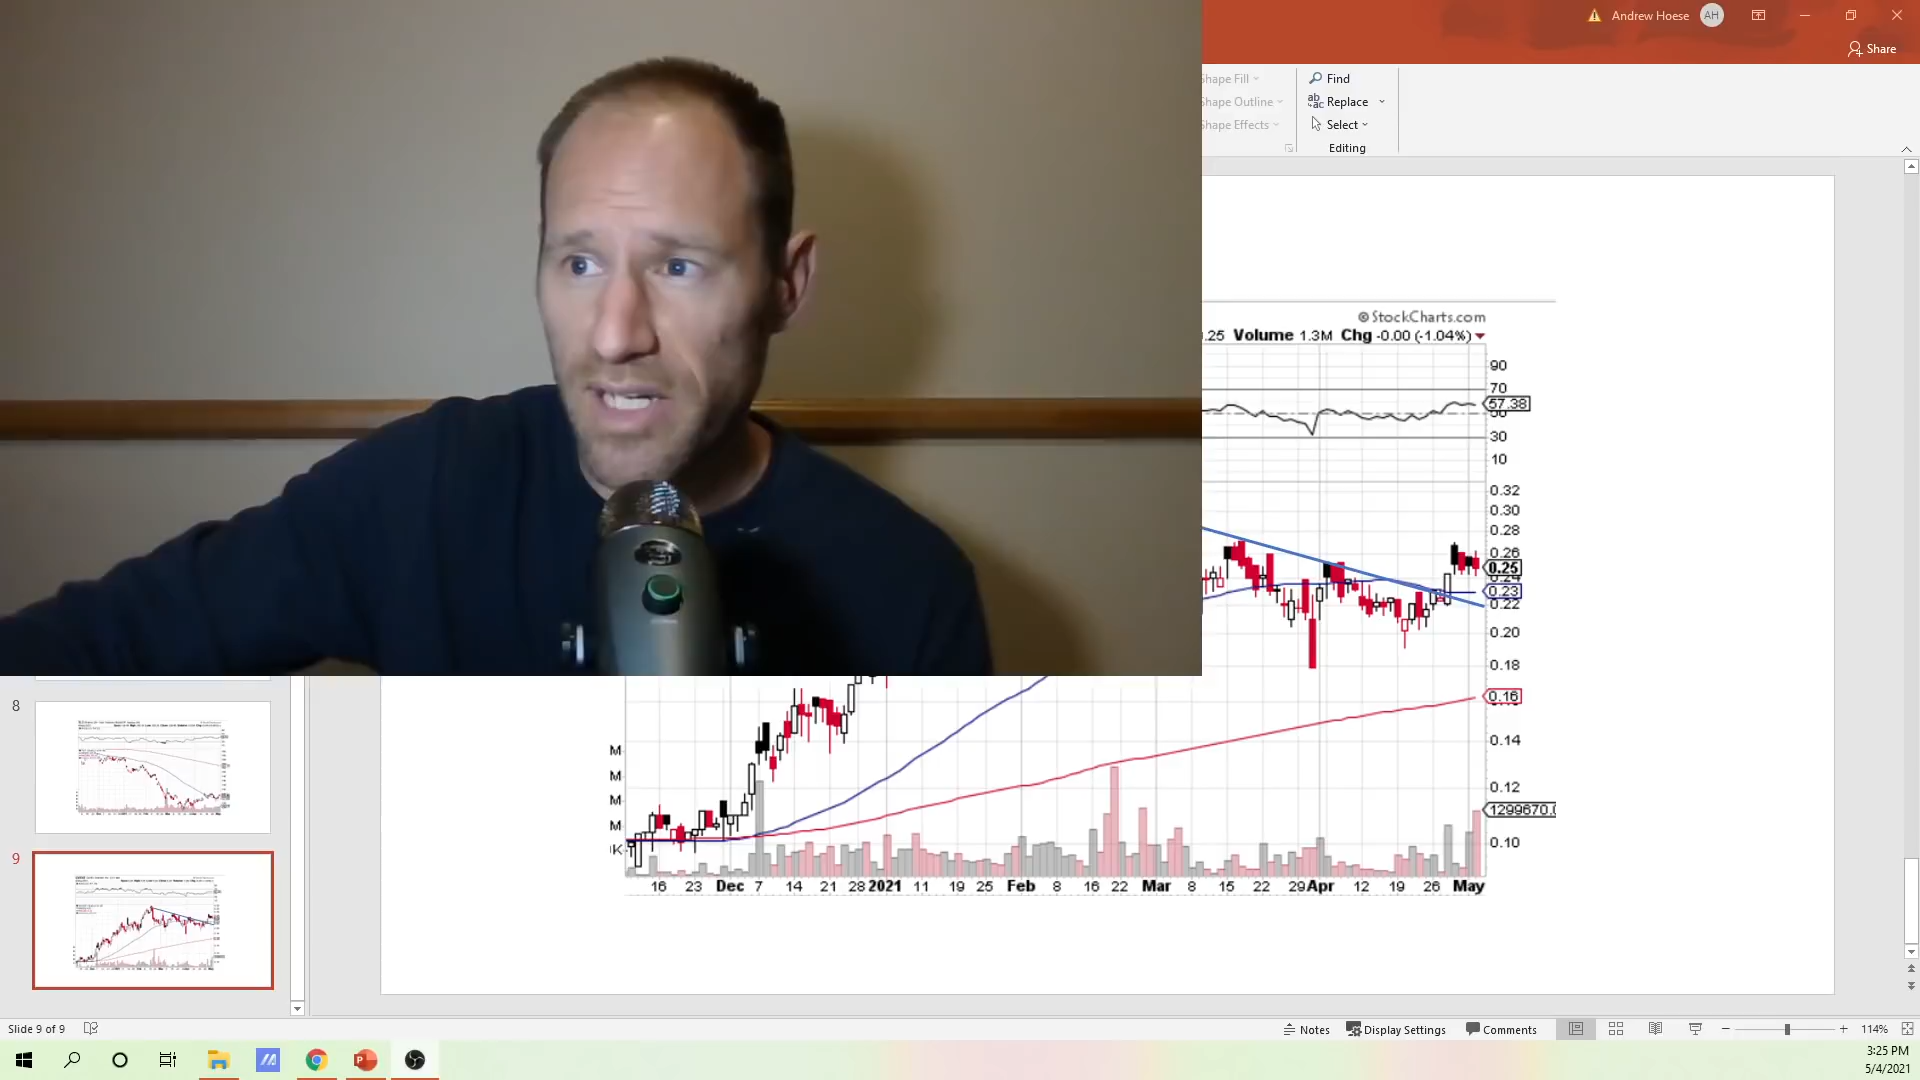 Andrew Hoese
AH
Share
Shape Fill
Shape Outline
Shape Effects
Find
Replace
Select
Editing
© StockCharts.com
.25 Volume 1.3M Chg -0.00 (-1.04%)
90
70
57.38
30
10
0.32
0.30
0.28
0.26
0.25
0.23
0.22
0.20
0.18
0.16
0.14
0.12
1299670.0
0.10
M
M
M
M
K
16 23 Dec 7 14 21 28 2021 11 19 25 Feb 8 16 22 Mar 8 15 22 29 Apr 12 19 26 May
8
9
Slide 9 of 9
Notes
Display Settings
Comments
114%
3:25 PM
5/4/2021